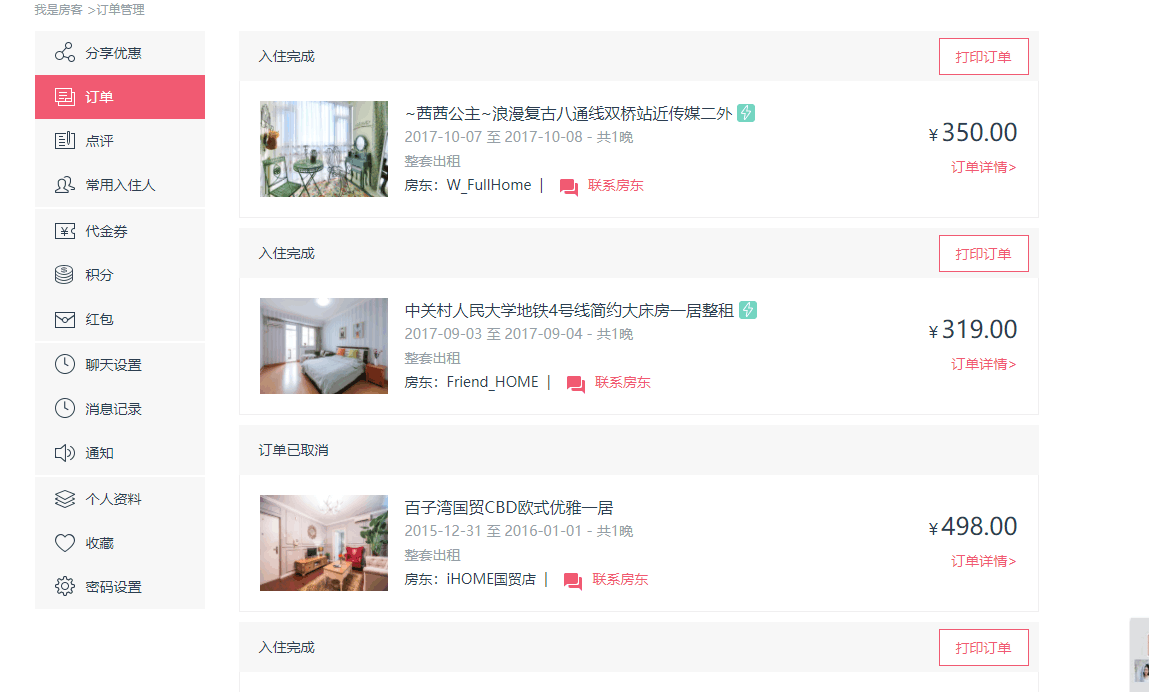 我是房客 >订单管理
分享优惠
订单
点评
常用入住人
代金券
积分
红包
聊天设置
消息记录
通知
个人资料
收藏
密码设置
入住完成
打印订单
~茜茜公主~浪漫复古八通线双桥站近传媒二外
2017-10-07 至 2017-10-08 - 共1晚
整套出租
房东：W_FullHome | 联系房东
¥350.00
订单详情>
入住完成
打印订单
中关村人民大学地铁4号线简约大床房一居整租
2017-09-03 至 2017-09-04 - 共1晚
整套出租
房东：Friend_HOME | 联系房东
¥319.00
订单详情>
订单已取消
百子湾国贸CBD欧式优雅一居
2015-12-31 至 2016-01-01 - 共1晚
整套出租
房东：iHOME国贸店 | 联系房东
¥498.00
订单详情>
入住完成
打印订单